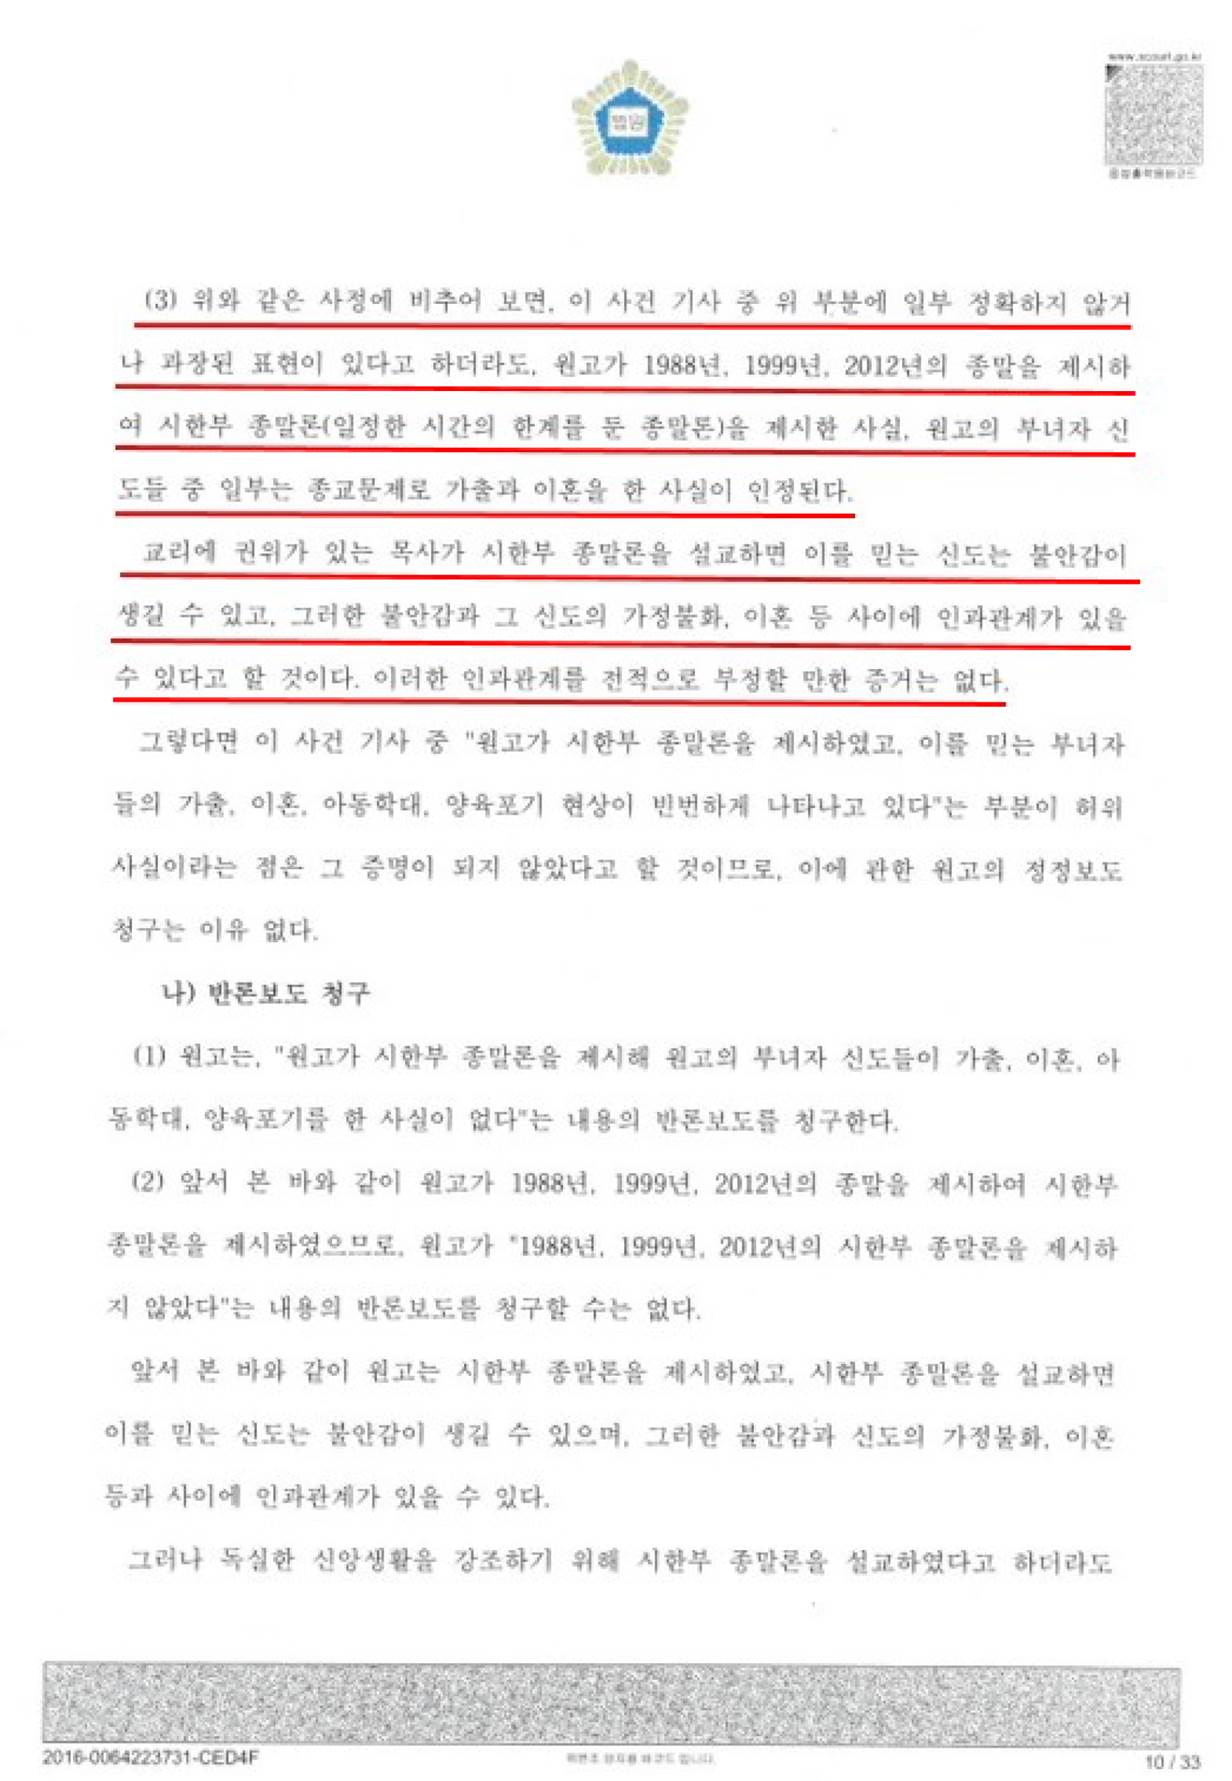 www.scourt.go.kr
법원
음성출력용바코드
(3) 위와 같은 사정에 비추어 보면, 이 사건 기사 중 위 부분에 일부 정확하지 않거
나 과장된 표현이 있다고 하더라도, 원고가 1988년, 1999년, 2012년의 종말을 제시하
여 시한부 종말론(일정한 시간의 한계를 둔 종말론)을 제시한 사실, 원고의 부녀자 신
도들 중 일부는 종교문제로 가출과 이혼을 한 사실이 인정된다.
교리에 권위가 있는 목사가 시한부 종말론을 설교하면 이를 믿는 신도는 불안감이
생길 수 있고, 그러한 불안감과 그 신도의 가정불화, 이혼 등 사이에 인과관계가 있을
수 있다고 할 것이다. 이러한 인과관계를 전적으로 부정할 만한 증거는 없다.
그렇다면 이 사건 기사 중 "원고가 시한부 종말론을 제시하였고, 이를 믿는 부녀자
들의 가출, 이혼, 아동학대, 양육포기 현상이 빈번하게 나타나고 있다"는 부분이 허위
사실이라는 점은 그 증명이 되지 않았다고 할 것이므로, 이에 관한 원고의 정정보도
청구는 이유 없다.
나) 반론보도 청구
(1) 원고는, "원고가 시한부 종말론을 제시해 원고의 부녀자 신도들이 가출, 이혼, 아
동학대, 양육포기를 한 사실이 없다"는 내용의 반론보도를 청구한다.
(2) 앞서 본 바와 같이 원고가 1988년, 1999년, 2012년의 종말을 제시하여 시한부
종말론을 제시하였으므로, 원고가 "1988년, 1999년, 2012년의 시한부 종말론을 제시하
지 않았다"는 내용의 반론보도를 청구할 수는 없다.
앞서 본 바와 같이 원고는 시한부 종말론을 제시하였고, 시한부 종말론을 설교하면
이를 믿는 신도는 불안감이 생길 수 있으며, 그러한 불안감과 신도의 가정불화, 이혼
등과 사이에 인과관계가 있을 수 있다.
그러나 독실한 신앙생활을 강조하기 위해 시한부 종말론을 설교하였다고 하더라도
2016-0064223731-CED4F
위변조 방지용 바코드 입니다.
10 / 33